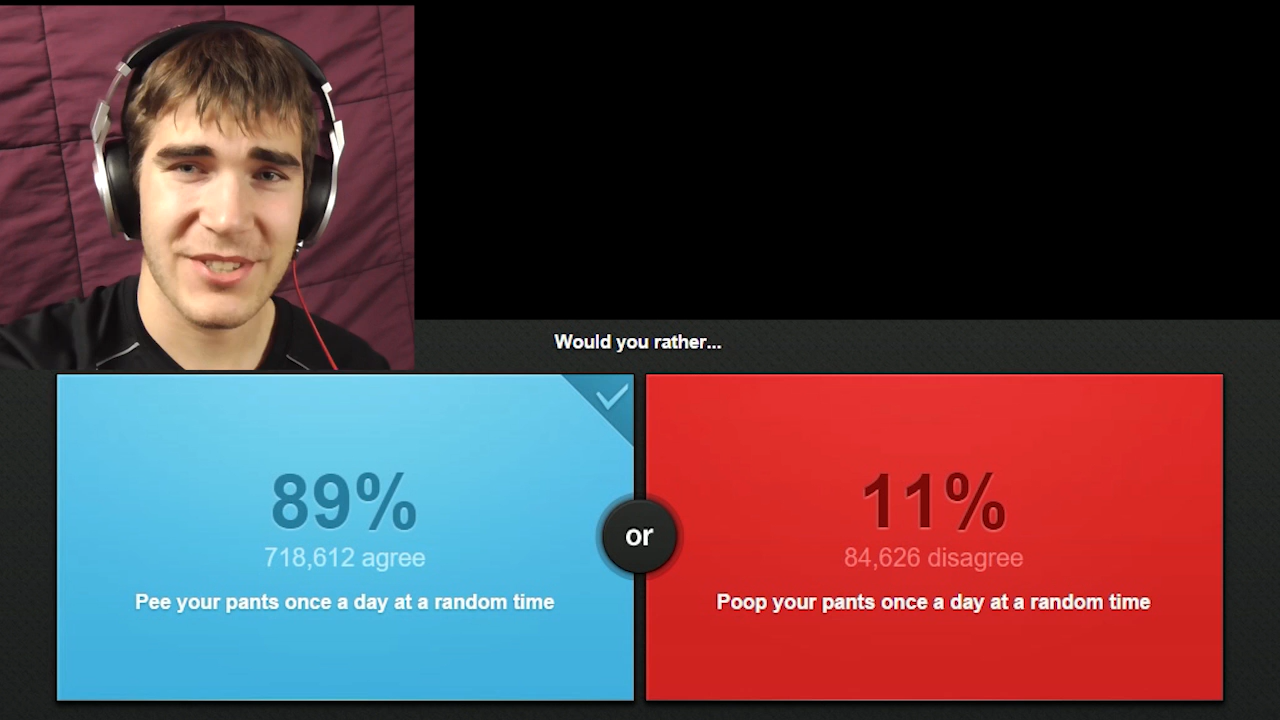 Would you rather...
89%
718,612 agree
Pee your pants once a day at a random time
or
11%
84,626 disagree
Poop your pants once a day at a random time